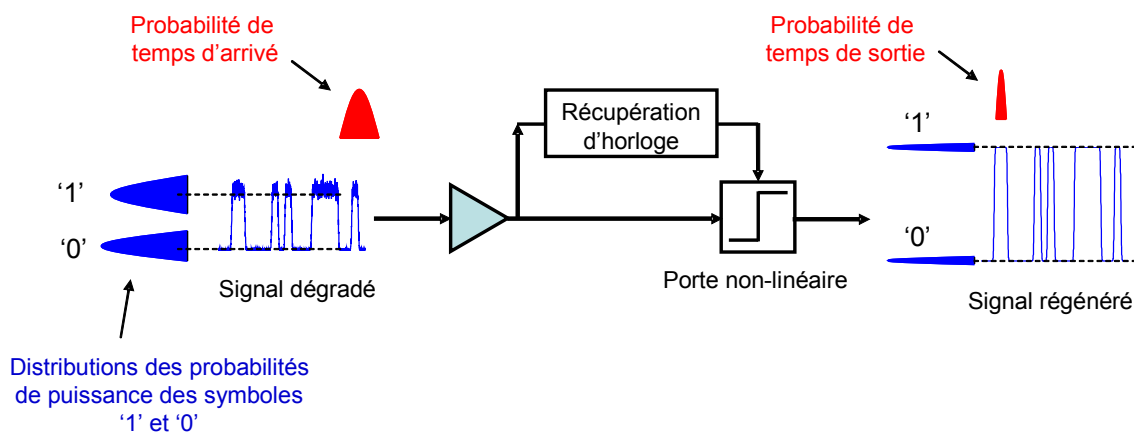 Probabilité de
temps d'arrivé
Probabilité de
temps de sortie
Récupération
d'horloge
'1'
'0'
Signal dégradé
Porte non-linéaire
'1'
'0'
Signal régénéré
Distributions des probabilités
de puissance des symboles
'1' et '0'